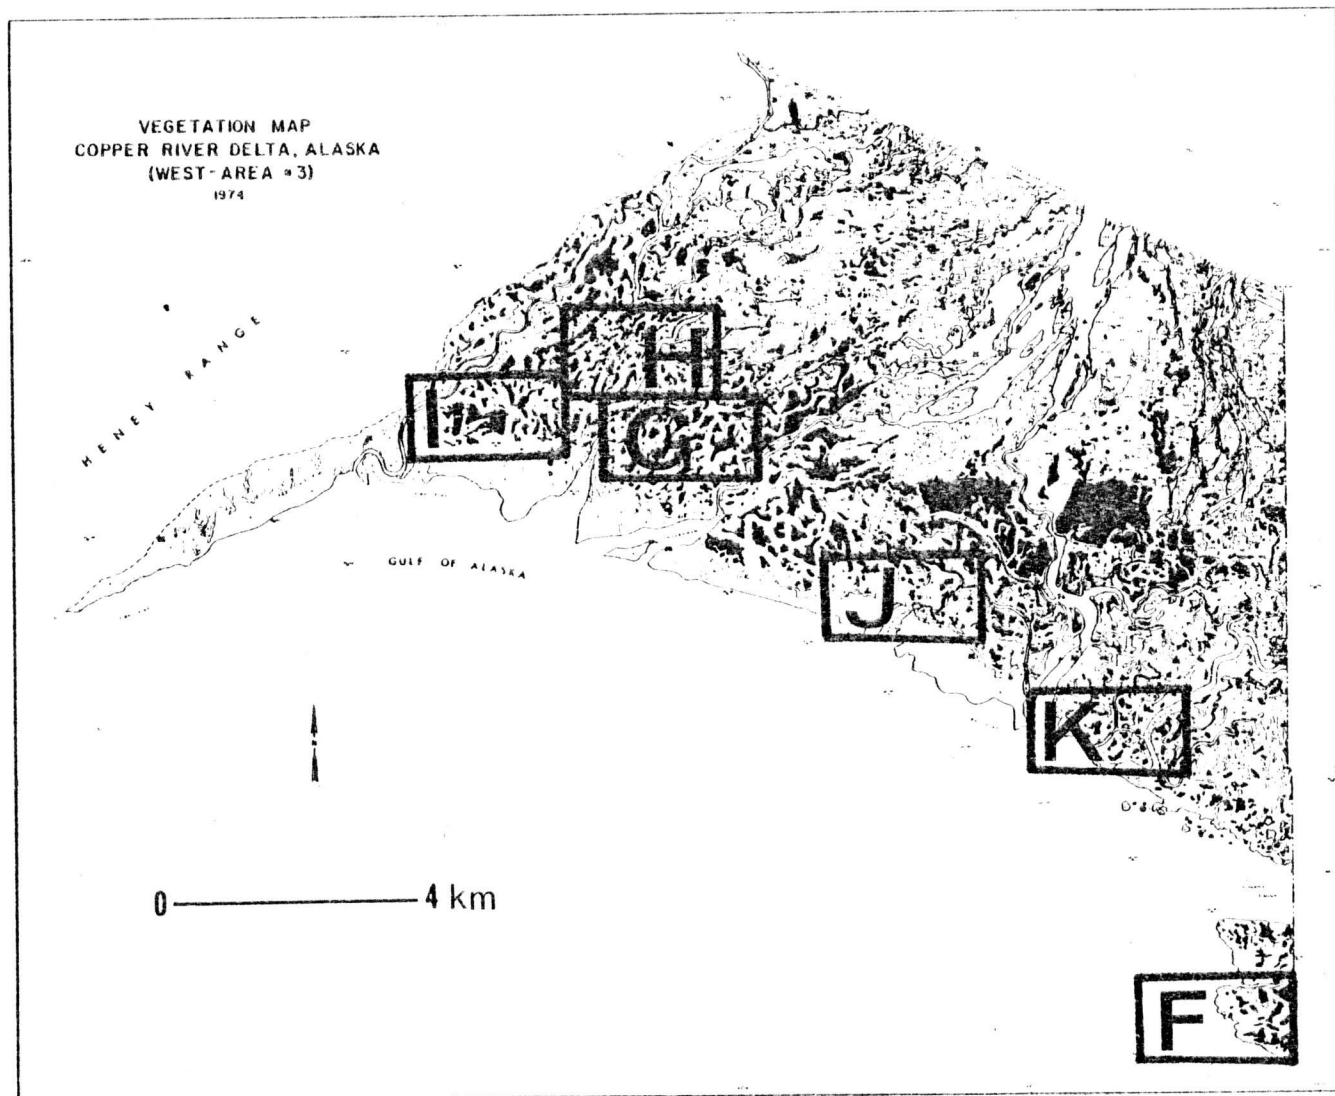 VEGETATION MAP
COPPER RIVER DELTA, ALASKA
(WEST-AREA #3)
1974
HENEY RANGE
H
I
G
GULF OF ALASKA
J
K
0 4 km
F